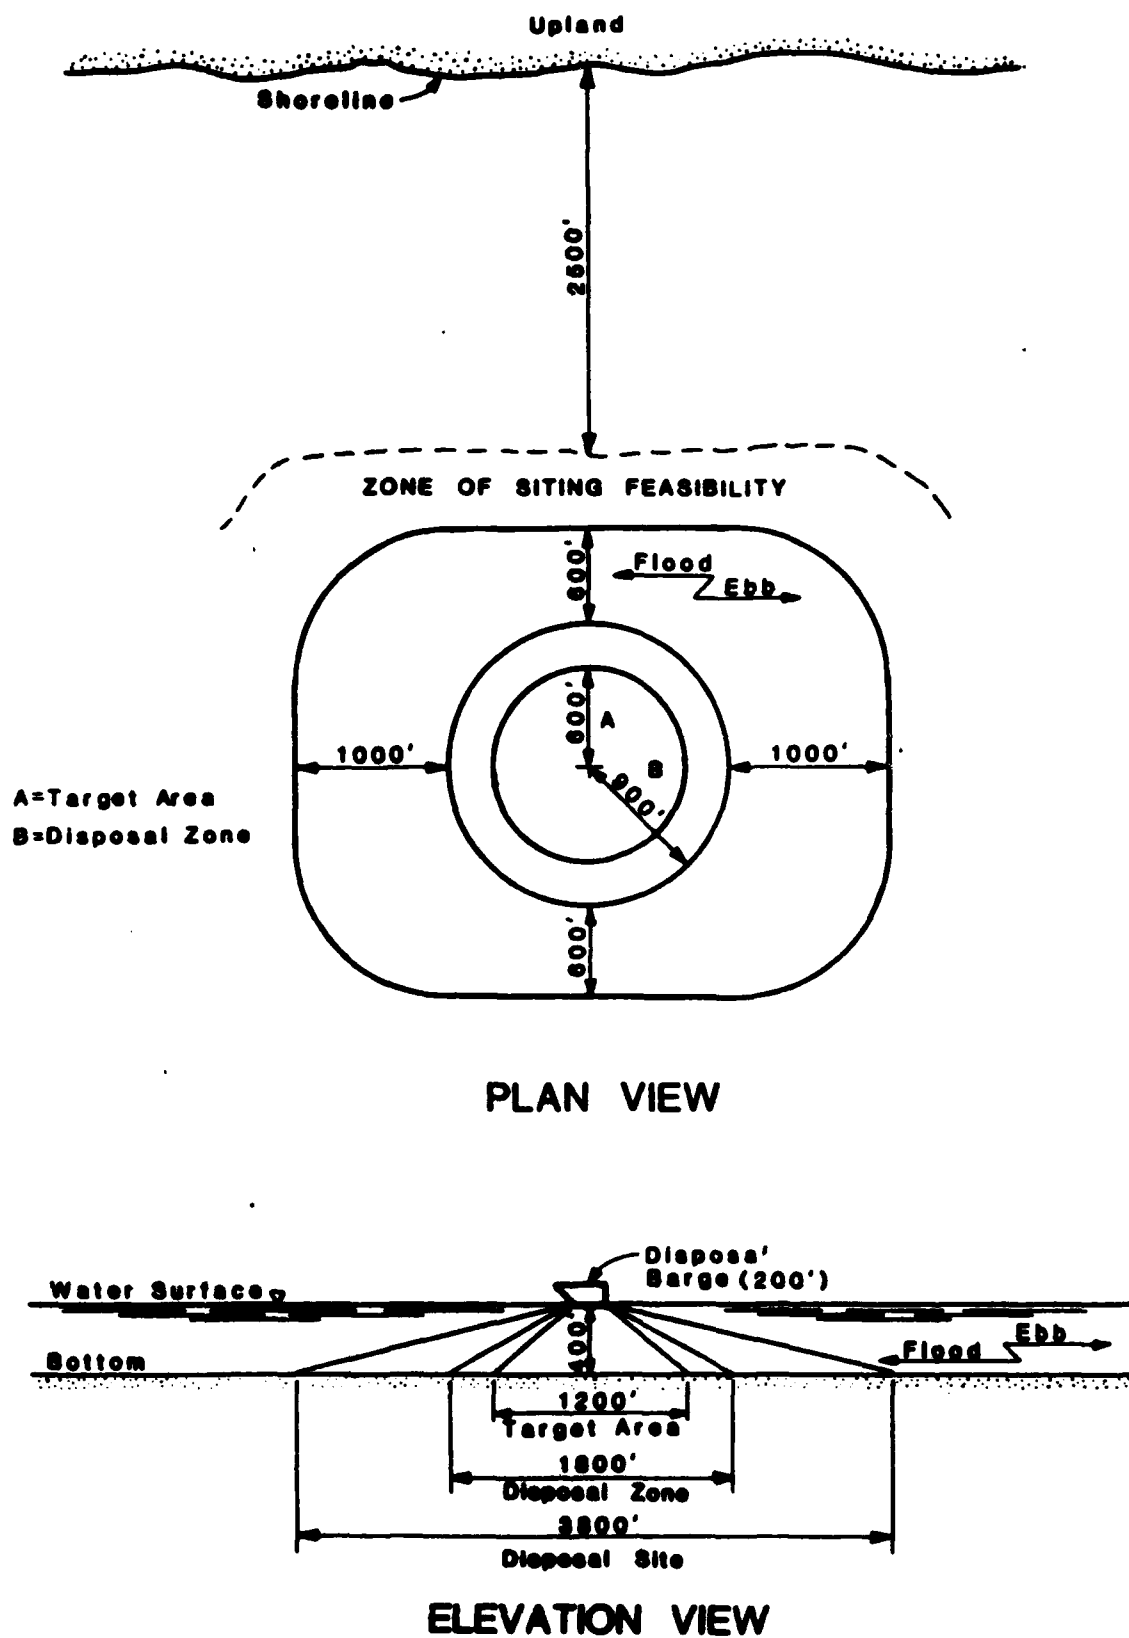 Upland
Shoreline
2500'
ZONE OF SITING FEASIBILITY
600'
Flood
Ebb
600'
A
1000'
B
1000'
900'
A=Target Area
B=Disposal Zone
600'
PLAN VIEW
Disposa'
Barge (200')
Water Surface
400'
Ebb
Flood
Bottom
1200'
Target Area
1800'
Disposal Zone
3800'
Disposal Site
ELEVATION VIEW